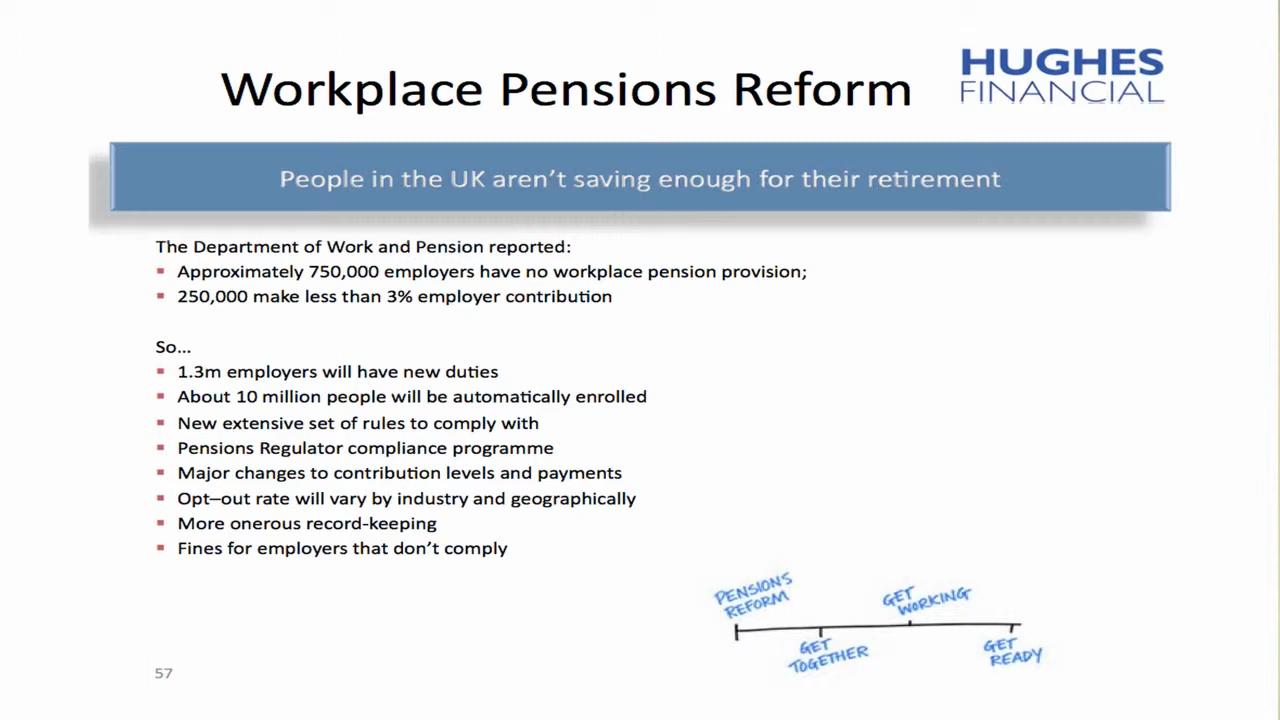 Workplace Pensions Reform
HUGHES
FINANCIAL
People in the UK aren't saving enough for their retirement
The Department of Work and Pension reported:
▪ Approximately 750,000 employers have no workplace pension provision;
▪ 250,000 make less than 3% employer contribution
So...
▪ 1.3m employers will have new duties
▪ About 10 million people will be automatically enrolled
▪ New extensive set of rules to comply with
▪ Pensions Regulator compliance programme
▪ Major changes to contribution levels and payments
▪ Opt–out rate will vary by industry and geographically
▪ More onerous record-keeping
▪ Fines for employers that don't comply
PENSIONS
REFORM
GET
TOGETHER
GET
WORKING
GET
READY
57